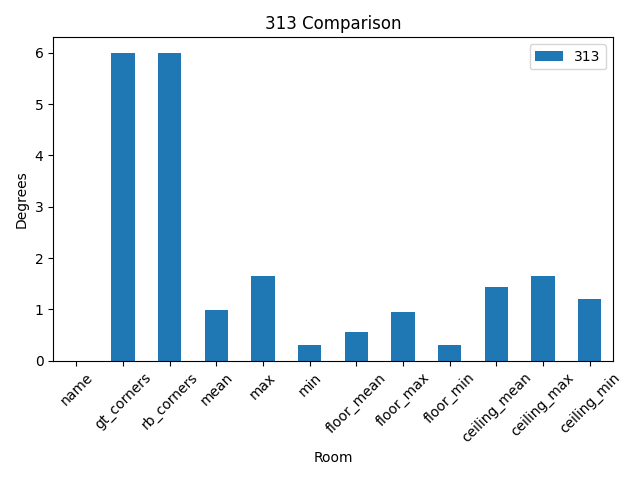 313 Comparison
313
6
5
4
3
2
1
0
Degrees
name
gt_corners
rb_corners
mean
max
min
floor_mean
floor_max
floor_min
ceiling_mean
ceiling_max
ceiling_min
Room